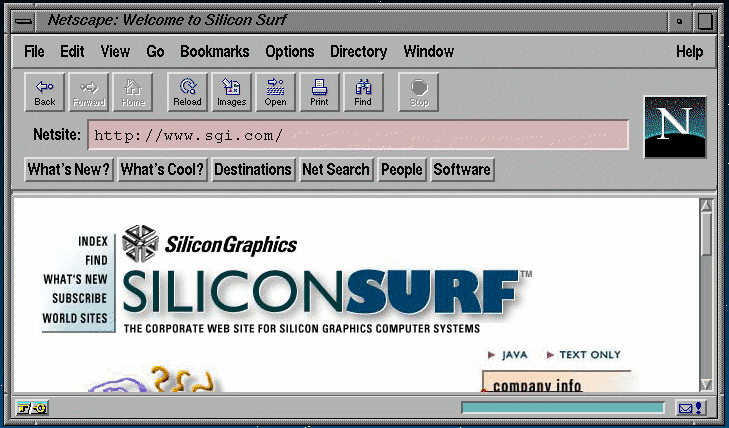 Netscape: Welcome to Silicon Surf
File Edit View Go Bookmarks Options Directory Window Help
Back Forward Home Reload Images Open Print Find Stop
Netsite: http://www.sgi.com/
N
What's New? What's Cool? Destinations Net Search People Software
INDEX
FIND
WHAT'S NEW
SUBSCRIBE
WORLD SITES
SiliconGraphics
SILICONSURF™
THE CORPORATE WEB SITE FOR SILICON GRAPHICS COMPUTER SYSTEMS
JAVA TEXT ONLY
company info